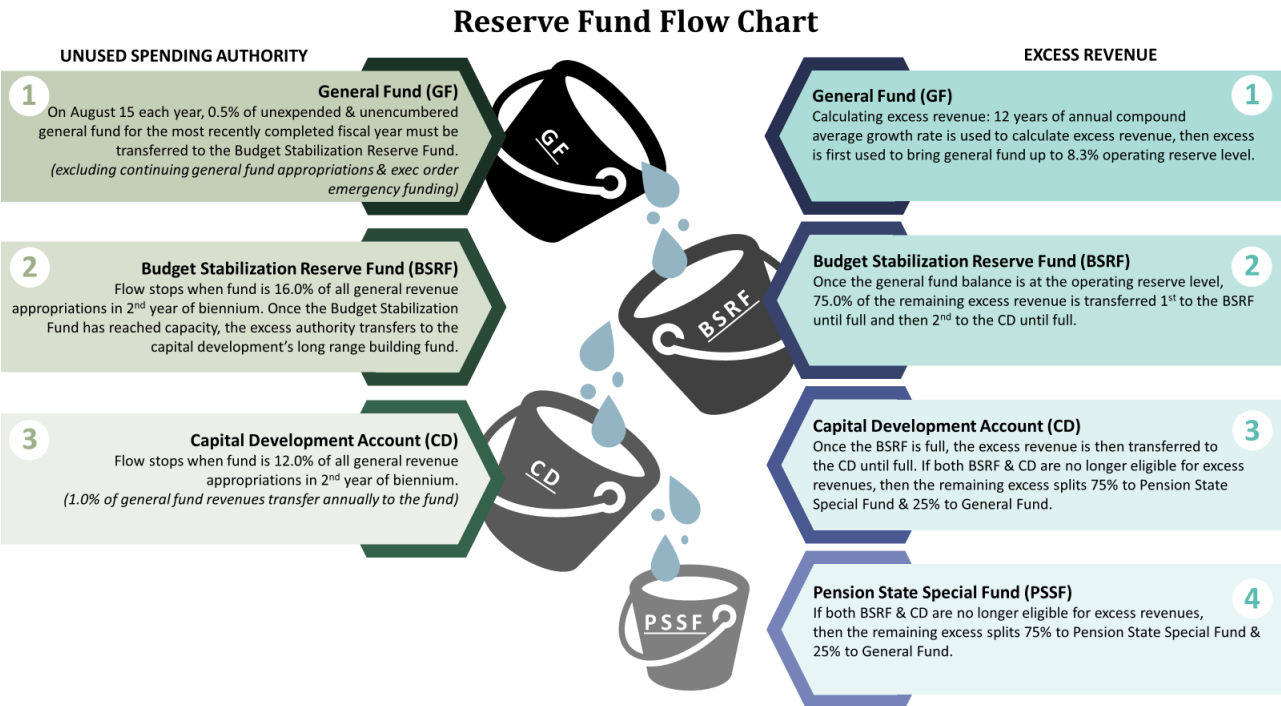 Reserve Fund Flow Chart
UNUSED SPENDING AUTHORITY
1
General Fund (GF)
On August 15 each year, 0.5% of unexpended & unencumbered
general fund for the most recently completed fiscal year must be
transferred to the Budget Stabilization Reserve Fund.
(excluding continuing general fund appropriations & exec order
emergency funding)
2
Budget Stabilization Reserve Fund (BSRF)
Flow stops when fund is 16.0% of all general revenue
appropriations in 2nd year of biennium. Once the Budget Stabilization
Fund has reached capacity, the excess authority transfers to the
capital development's long range building fund.
3
Capital Development Account (CD)
Flow stops when fund is 12.0% of all general revenue
appropriations in 2nd year of biennium.
(1.0% of general fund revenues transfer annually to the fund)
GF
BSRF
CD
PSSF
EXCESS REVENUE
1
General Fund (GF)
Calculating excess revenue: 12 years of annual compound
average growth rate is used to calculate excess revenue, then excess
is first used to bring general fund up to 8.3% operating reserve level.
2
Budget Stabilization Reserve Fund (BSRF)
Once the general fund balance is at the operating reserve level,
75.0% of the remaining excess revenue is transferred 1st to the BSRF
until full and then 2nd to the CD until full.
3
Capital Development Account (CD)
Once the BSRF is full, the excess revenue is then transferred to
the CD until full. If both BSRF & CD are no longer eligible for excess
revenues, then the remaining excess splits 75% to Pension State
Special Fund & 25% to General Fund.
4
Pension State Special Fund (PSSF)
If both BSRF & CD are no longer eligible for excess revenues,
then the remaining excess splits 75% to Pension State Special Fund &
25% to General Fund.